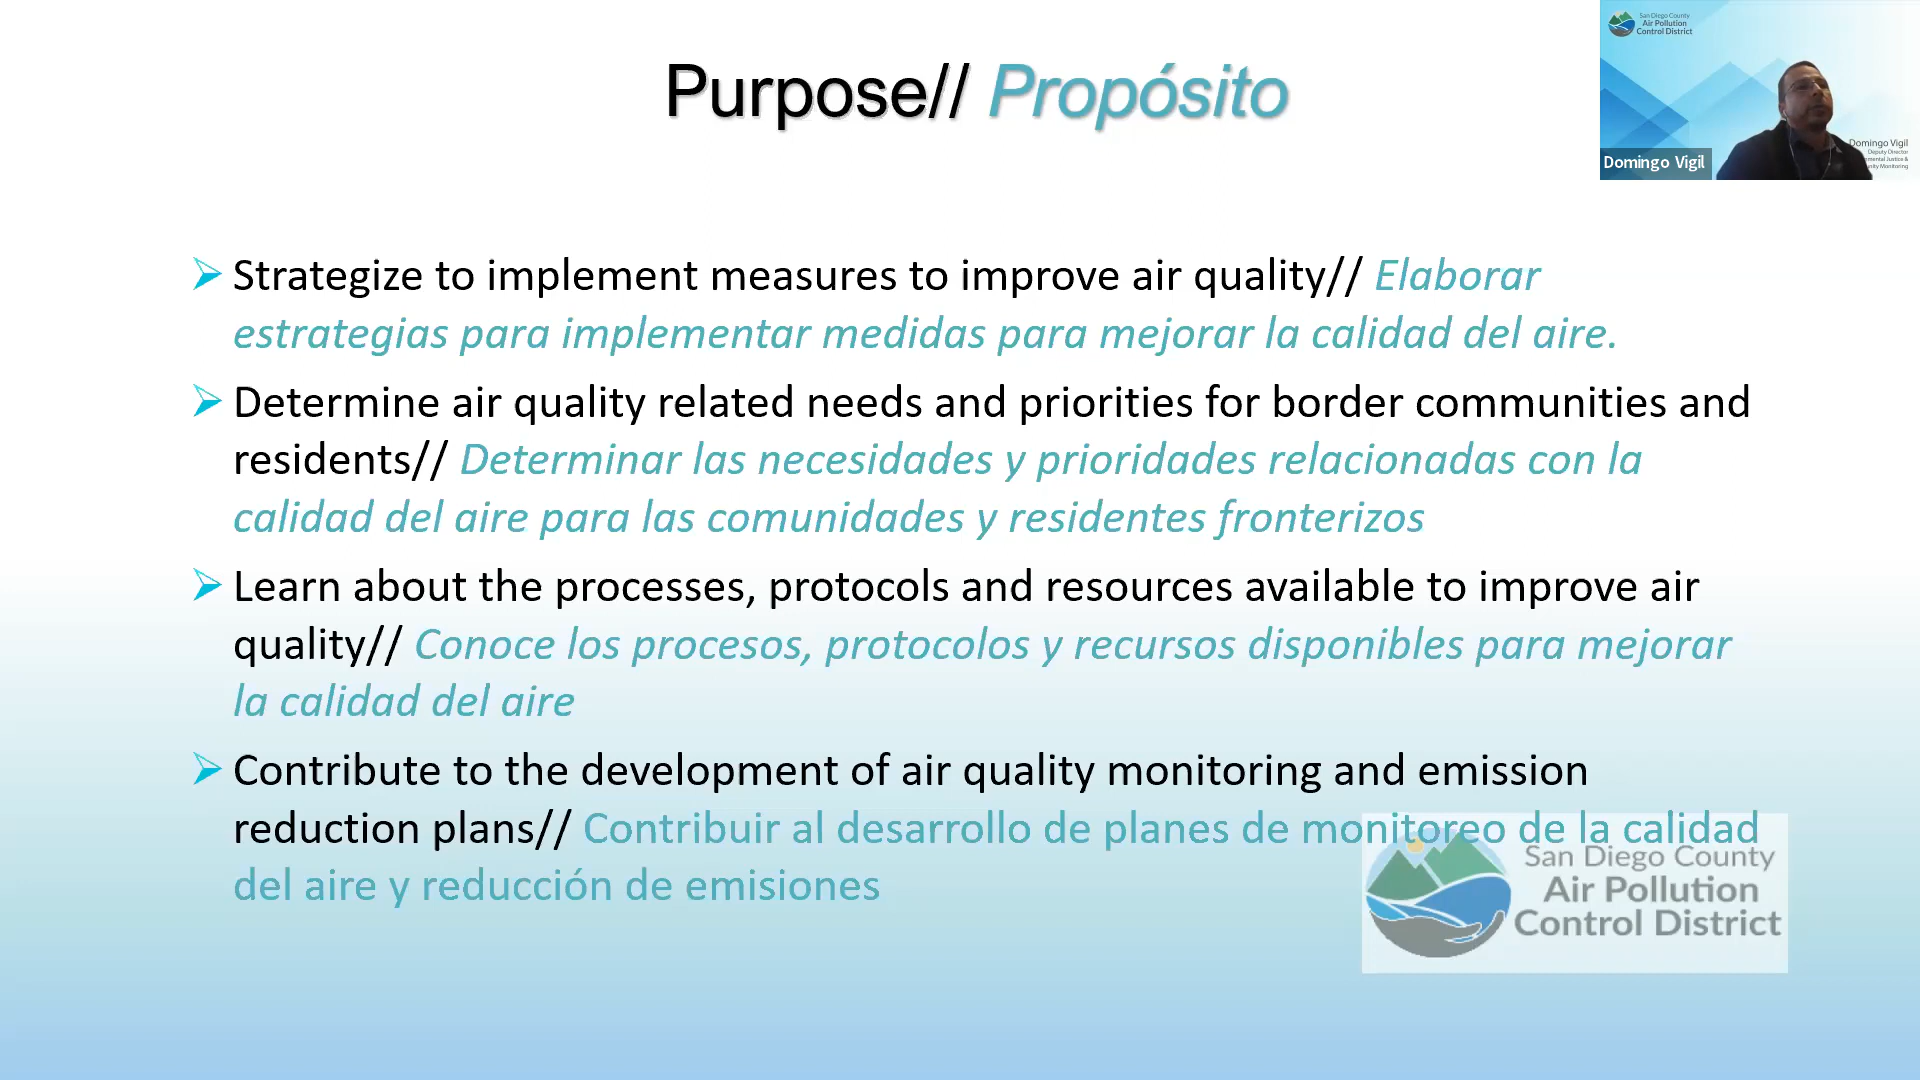 Purpose// Propósito
San Diego County
Air Pollution
Control District
Domingo Vigil
Deputy Director
Domingo Vigil
Strategize to implement measures to improve air quality// Elaborar
estrategias para implementar medidas para mejorar la calidad del aire.
Determine air quality related needs and priorities for border communities and
residents// Determinar las necesidades y prioridades relacionadas con la
calidad del aire para las comunidades y residentes fronterizos
Learn about the processes, protocols and resources available to improve air
quality// Conoce los procesos, protocolos y recursos disponibles para mejorar
la calidad del aire
Contribute to the development of air quality monitoring and emission
reduction plans// Contribuir al desarrollo de planes de monitoreo de la calidad
del aire y reducción de emisiones
San Diego County
Air Pollution
Control District